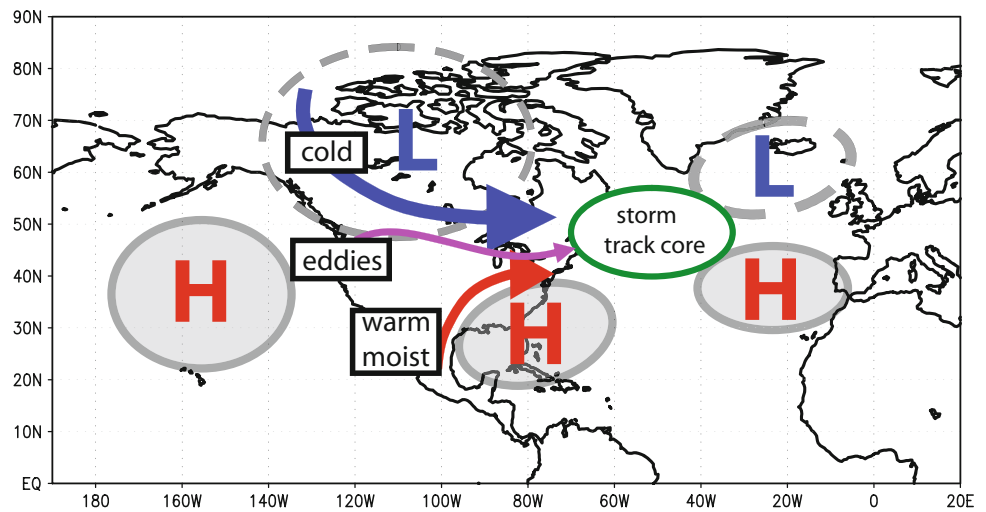 90N
80N
70N
60N
50N
40N
30N
20N
10N
EQ
cold
L
L
storm
track core
eddies
H
H
warm
moist
H
180
160W
140W
120W
100W
80W
60W
40W
20W
0
20E